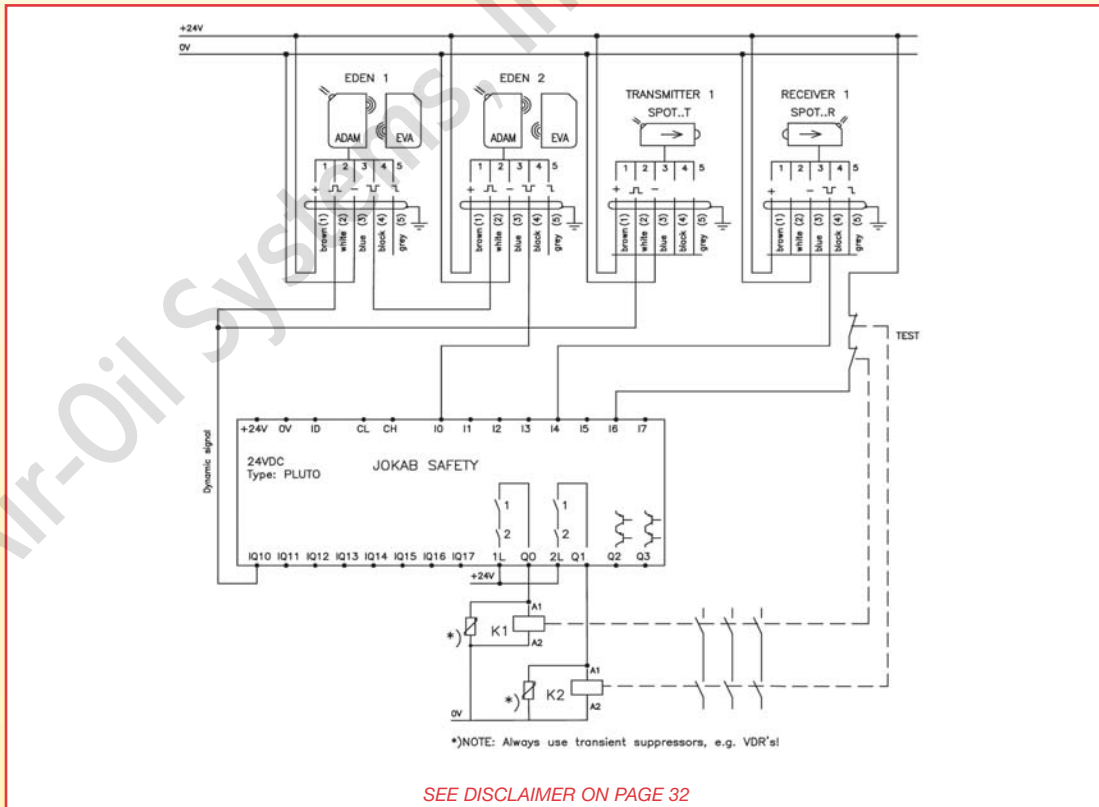 +24V
0V
EDEN 1
EDEN 2
TRANSMITTER 1
SPOT..T
RECEIVER 1
SPOT..R
ADAM
EVA
ADAM
EVA
1 2 3 4 5
1 2 3 4 5
1 2 3 4 5
1 2 3 4 5
+ -
+ -
+ -
+ -
brown (1) white (2) blue (3) black (4) grey (5)
brown (1) white (2) blue (3) black (4) grey (5)
brown (1) white (2) blue (3) black (4) grey (5)
brown (1) white (2) blue (3) black (4) grey (5)
TEST
Dynamic signal
+24V 0V ID CL CH I0 I1 I2 I3 I4 I5 I6 I7
24VDC
Type: PLUTO
JOKAB SAFETY
1
2
1
2
IQ10 IQ11 IQ12 IQ13 IQ14 IQ15 IQ16 IQ17 1L Q0 2L Q1 Q2 Q3
+24V
*)
K1
A1
A2
*)
K2
A1
A2
0V
*)NOTE: Always use transient suppressors, e.g. VDR's!
SEE DISCLAIMER ON PAGE 32
Air-Oil Systems, In